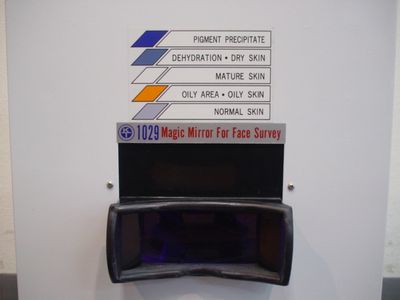 PIGMENT PRECIPITATE
DEHYDRATION • DRY SKIN
MATURE SKIN
OILY AREA • OILY SKIN
NORMAL SKIN
1029 Magic Mirror For Face Survey